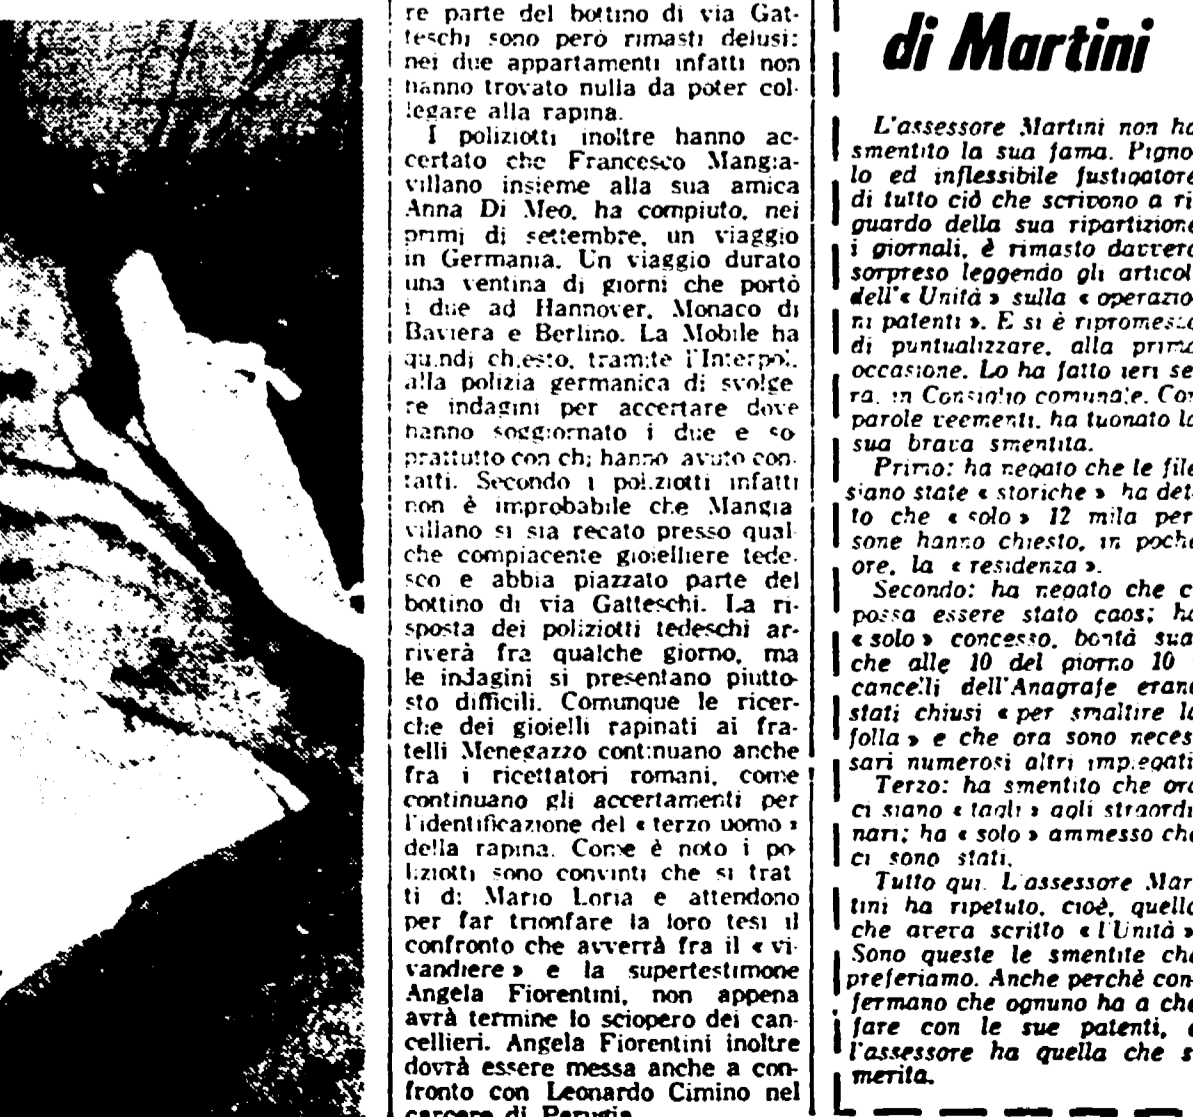 re parte del bottino di via Gat-
teschi sono però rimasti delusi:
nei due appartamenti infatti non
hanno trovato nulla da poter col-
legare alla rapina.
I poliziotti inoltre hanno ac-
certato che Francesco Mangia-
villano insieme alla sua amica
Anna Di Meo, ha compiuto, nei
primi di settembre, un viaggio
in Germania. Un viaggio durato
una ventina di giorni che portò
i due ad Hannover, Monaco di
Baviera e Berlino. La Mobile ha
quindi chiesto, tramite l'Interpol,
alla polizia germanica di svolge
re indagini per accertare dove
hanno soggiornato i due e so
prattutto con chi hanno avuto con-
tatti. Secondo i poliziotti infatti
non è improbabile che Mangia
villano si sia recato presso qual-
che compiacente gioielliere tede-
sco e abbia piazzato parte del
bottino di via Gatteschi. La ri-
sposta dei poliziotti tedeschi ar-
riverà fra qualche giorno, ma
le indagini si presentano piutto-
sto difficili. Comunque le ricer-
che dei gioielli rapinati ai fra-
telli Menegazzo continuano anche
fra i ricettatori romani, come
continuano gli accertamenti per
l'identificazione del « terzo uomo »
della rapina. Come è noto i po-
liziotti sono convinti che si trat
ti di Mario Loria e attendono
per far trionfare la loro tesi il
confronto che avverrà fra il « vi-
vandiere » e la supertestimone
Angela Fiorentini, non appena
avrà termine lo sciopero dei can-
cellieri. Angela Fiorentini inoltre
dovrà essere messa anche a con-
fronto con Leonardo Cimino nel
carcere di Perugia.
di Martini
L'assessore Martini non ha
smentito la sua fama. Pigno-
lo ed inflessibile fustigatore
di tutto ciò che scrivono a ri
guardo della sua ripartizione
i giornali, è rimasto davvero
sorpreso leggendo gli articoli
dell'« Unità » sulla « operazio-
ni patenti ». E si è ripromesso
di puntualizzare, alla prima
occasione. Lo ha fatto ieri se
ra, in Consiglio comunale. Con
parole veementi, ha tuonato la
sua brava smentita.
Primo: ha negato che le file
siano state « storiche » ha det-
to che « solo » 12 mila per
sone hanno chiesto, in poche
ore, la « residenza ».
Secondo: ha negato che c
possa essere stato caos; ha
« solo » concesso, bontà sua,
che alle 10 del giorno 10
cancelli dell'Anagrafe erano
stati chiusi « per smaltire la
folla » e che ora sono neces
sari numerosi altri impiegati
Terzo: ha smentito che ora
ci siano « tagli » agli straordi
nari; ha « solo » ammesso che
ci sono stati.
Tutto qui. L'assessore Mar
tini ha ripetuto, cioè, quello
che aveva scritto « l'Unità »
Sono queste le smentite che
preferiamo. Anche perchè con-
fermano che ognuno ha a che
fare con le sue patenti, e
l'assessore ha quella che s
merita.